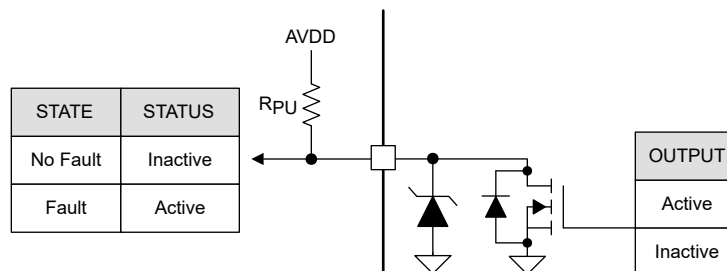 AVDD
RPU
STATE STATUS
No Fault Inactive
Fault Active
OUTPUT
Active
Inactive